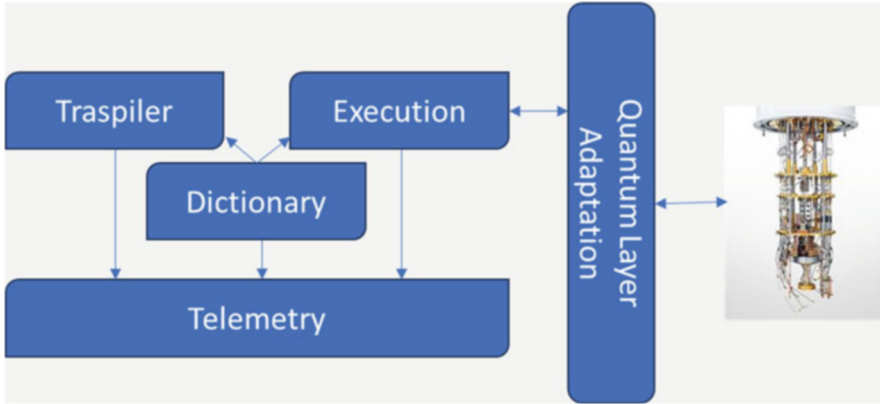 Traspiler
Execution
Dictionary
Telemetry
Quantum Layer
Adaptation